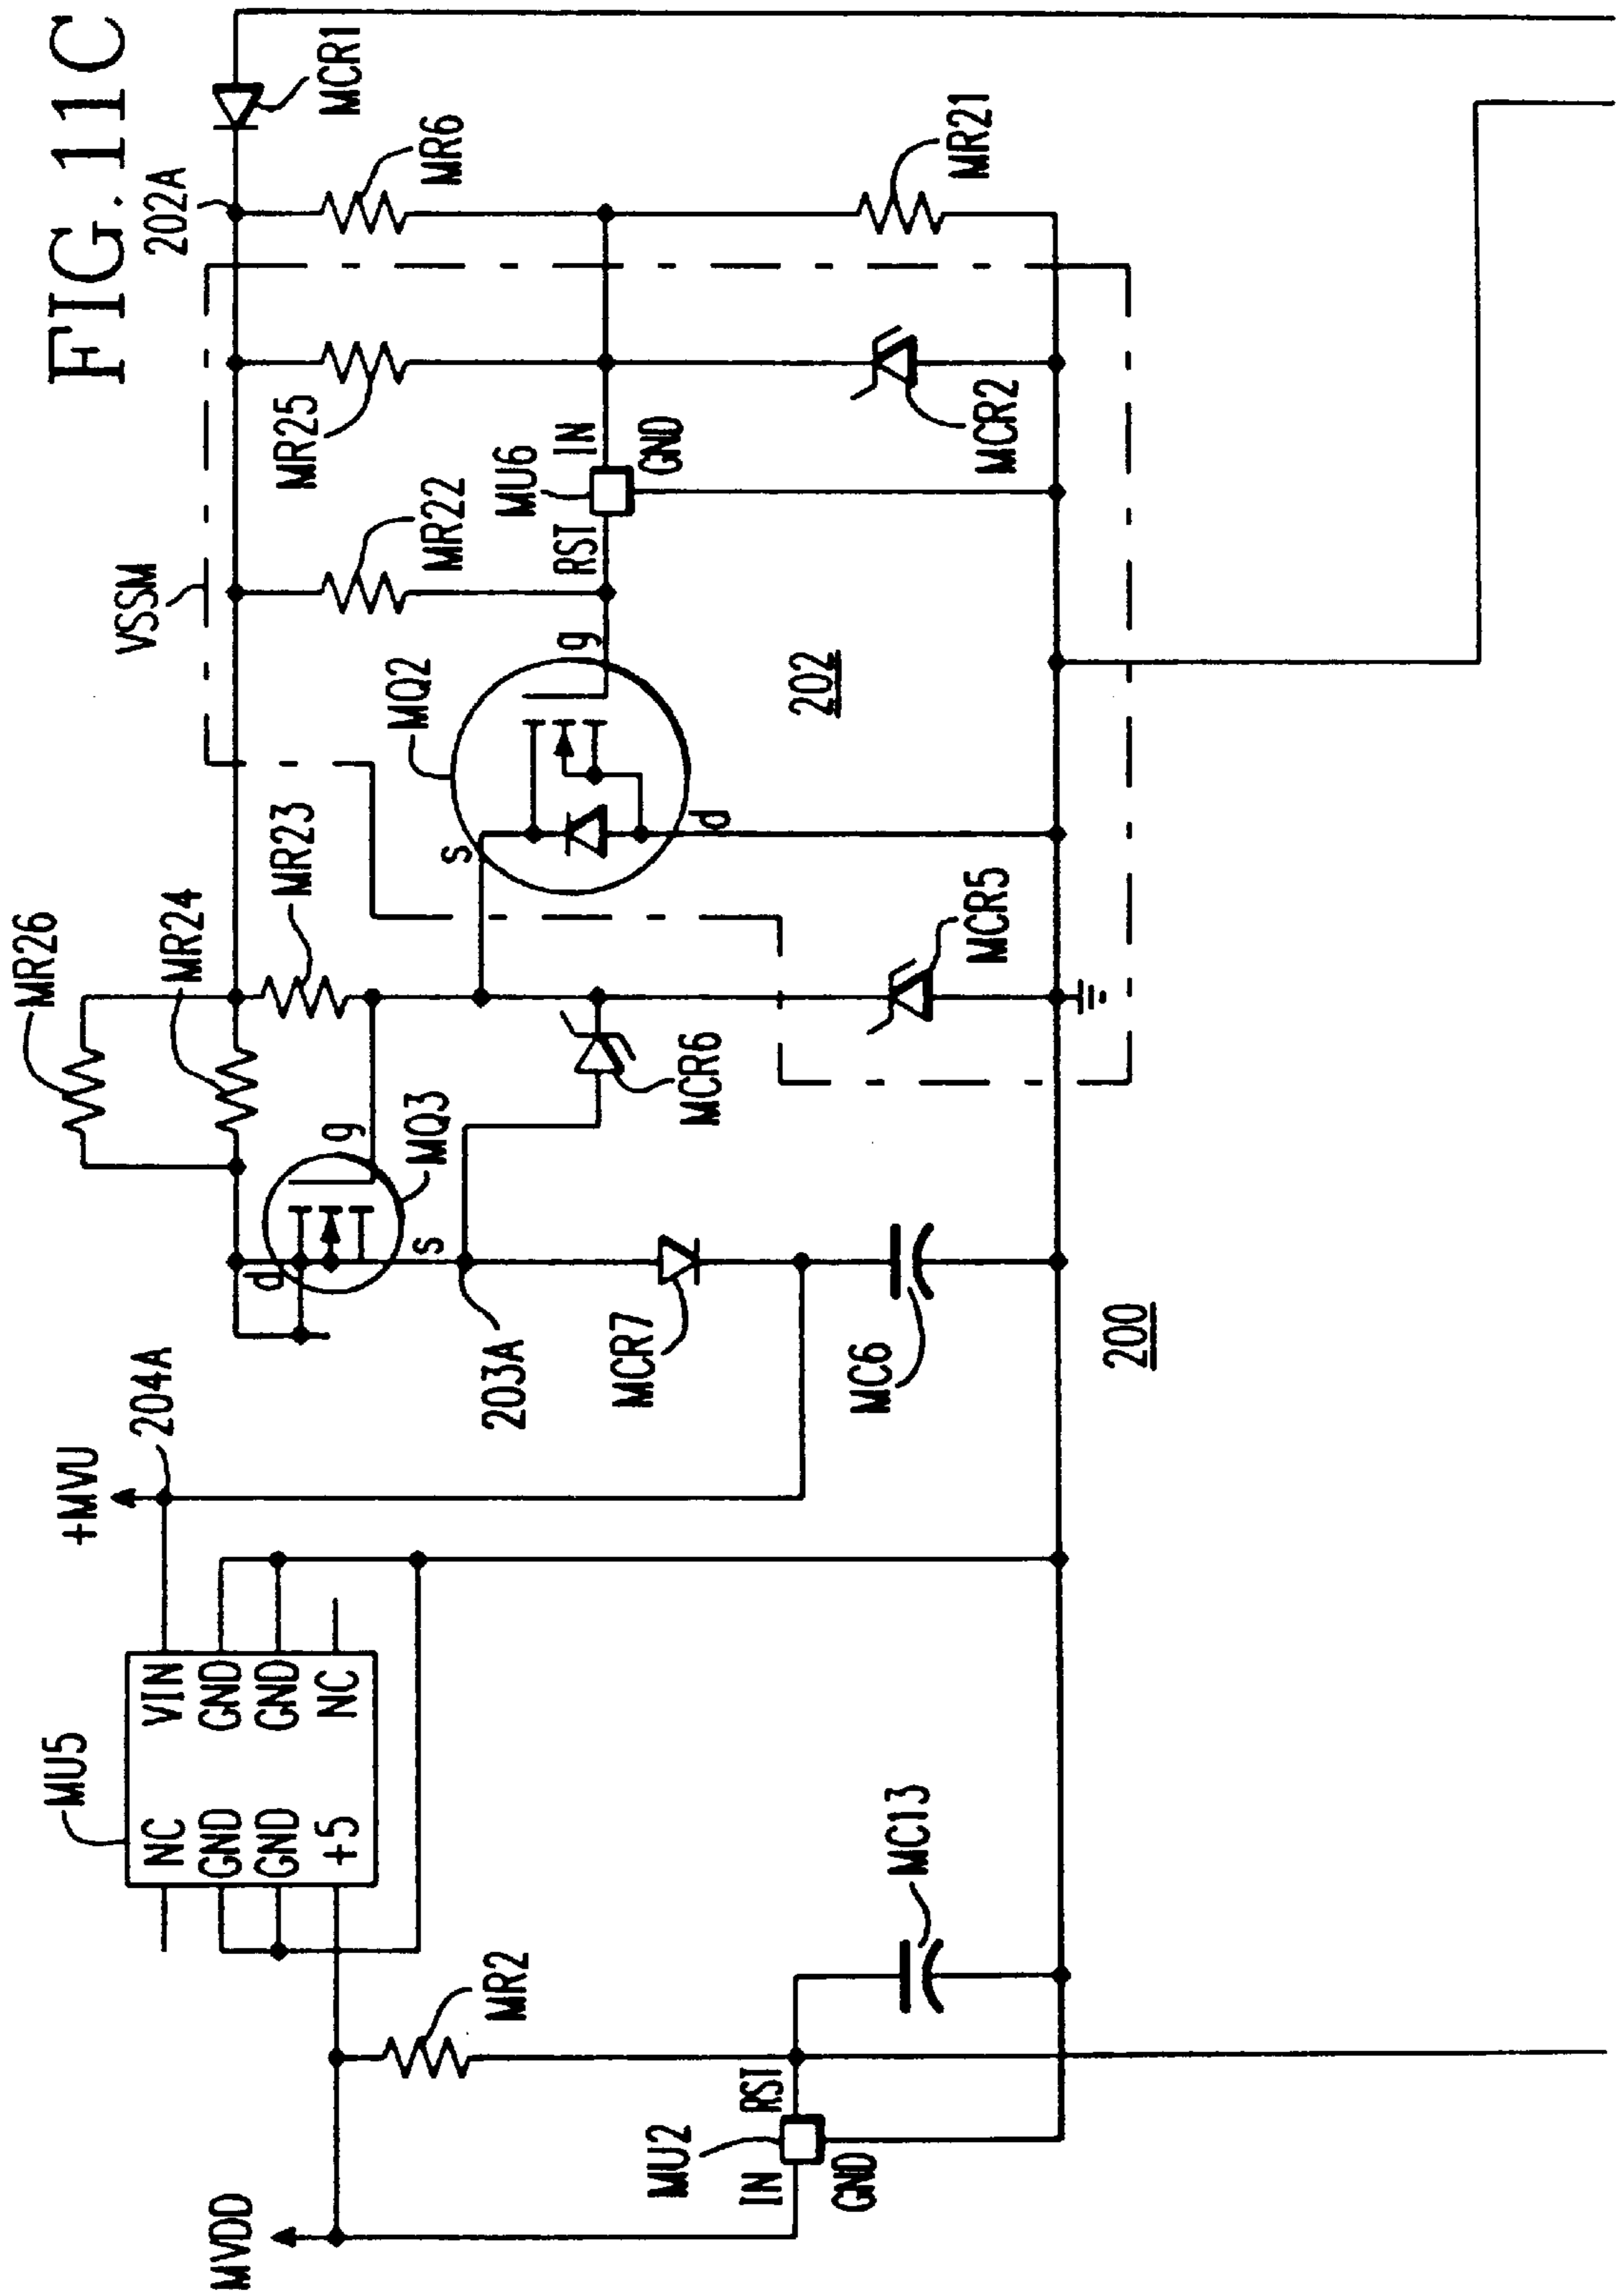 FIG. 11C
MCR1
202A
MR6
MR21
VSSM
MR25
MCR2
MU6
IN
GND
RST
MR22
MQ2
g
s
d
202
MR23
MR26
MR24
MCR5
MCR6
g
MQ3
d
s
203A
MCR7
MC6
200
+MVU
204A
MU5
NC
VIN
GND
GND
GND
GND
+5
NC
MR2
MC13
MU2
RST
IN
GND
MVDD